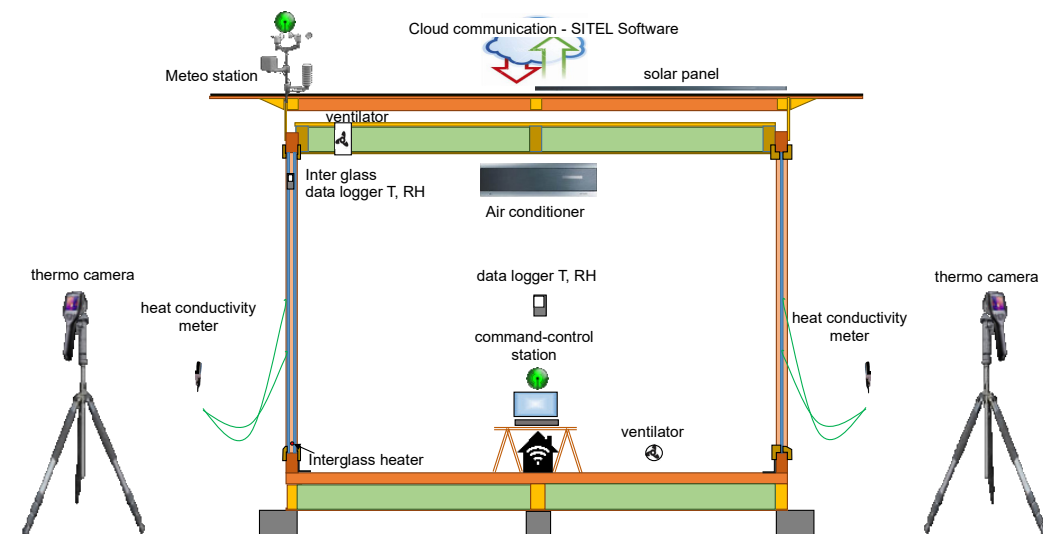 Cloud communication - SITEL Software
Meteo station
solar panel
ventilator
Inter glass
data logger T, RH
Air conditioner
thermo camera
data logger T, RH
thermo camera
heat conductivity
meter
heat conductivity
meter
command-control
station
ventilator
Interglass heater